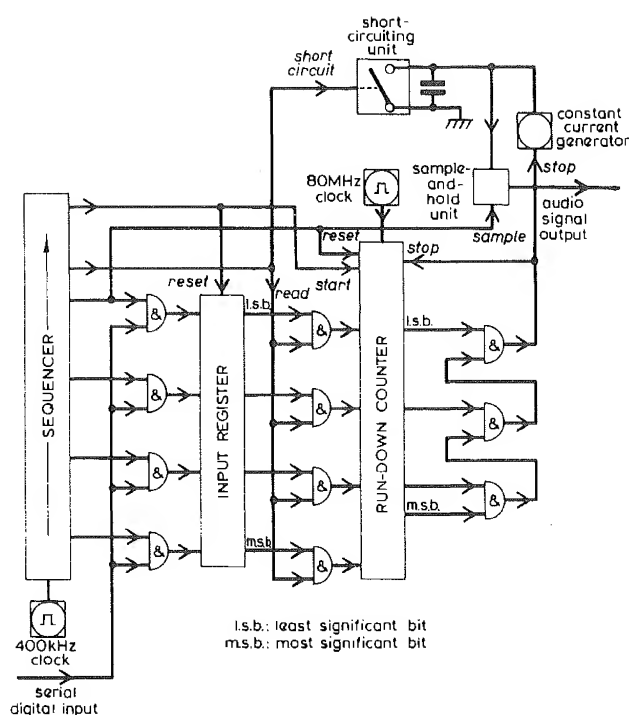 short-
circuiting
unit
short
circuit
constant
current
generator
stop
80MHz
clock
sample-
and-
hold
unit
audio
signal
output
sample
reset
stop
start
reset
read
l.s.b.
l.s.b.
&
&
&
&
&
&
&
&
&
&
&
SEQUENCER
INPUT REGISTER
RUN-DOWN COUNTER
m.s.b.
m.s.b.
400kHz
clock
serial
digital input
l.s.b.: least significant bit
m.s.b.: most significant bit